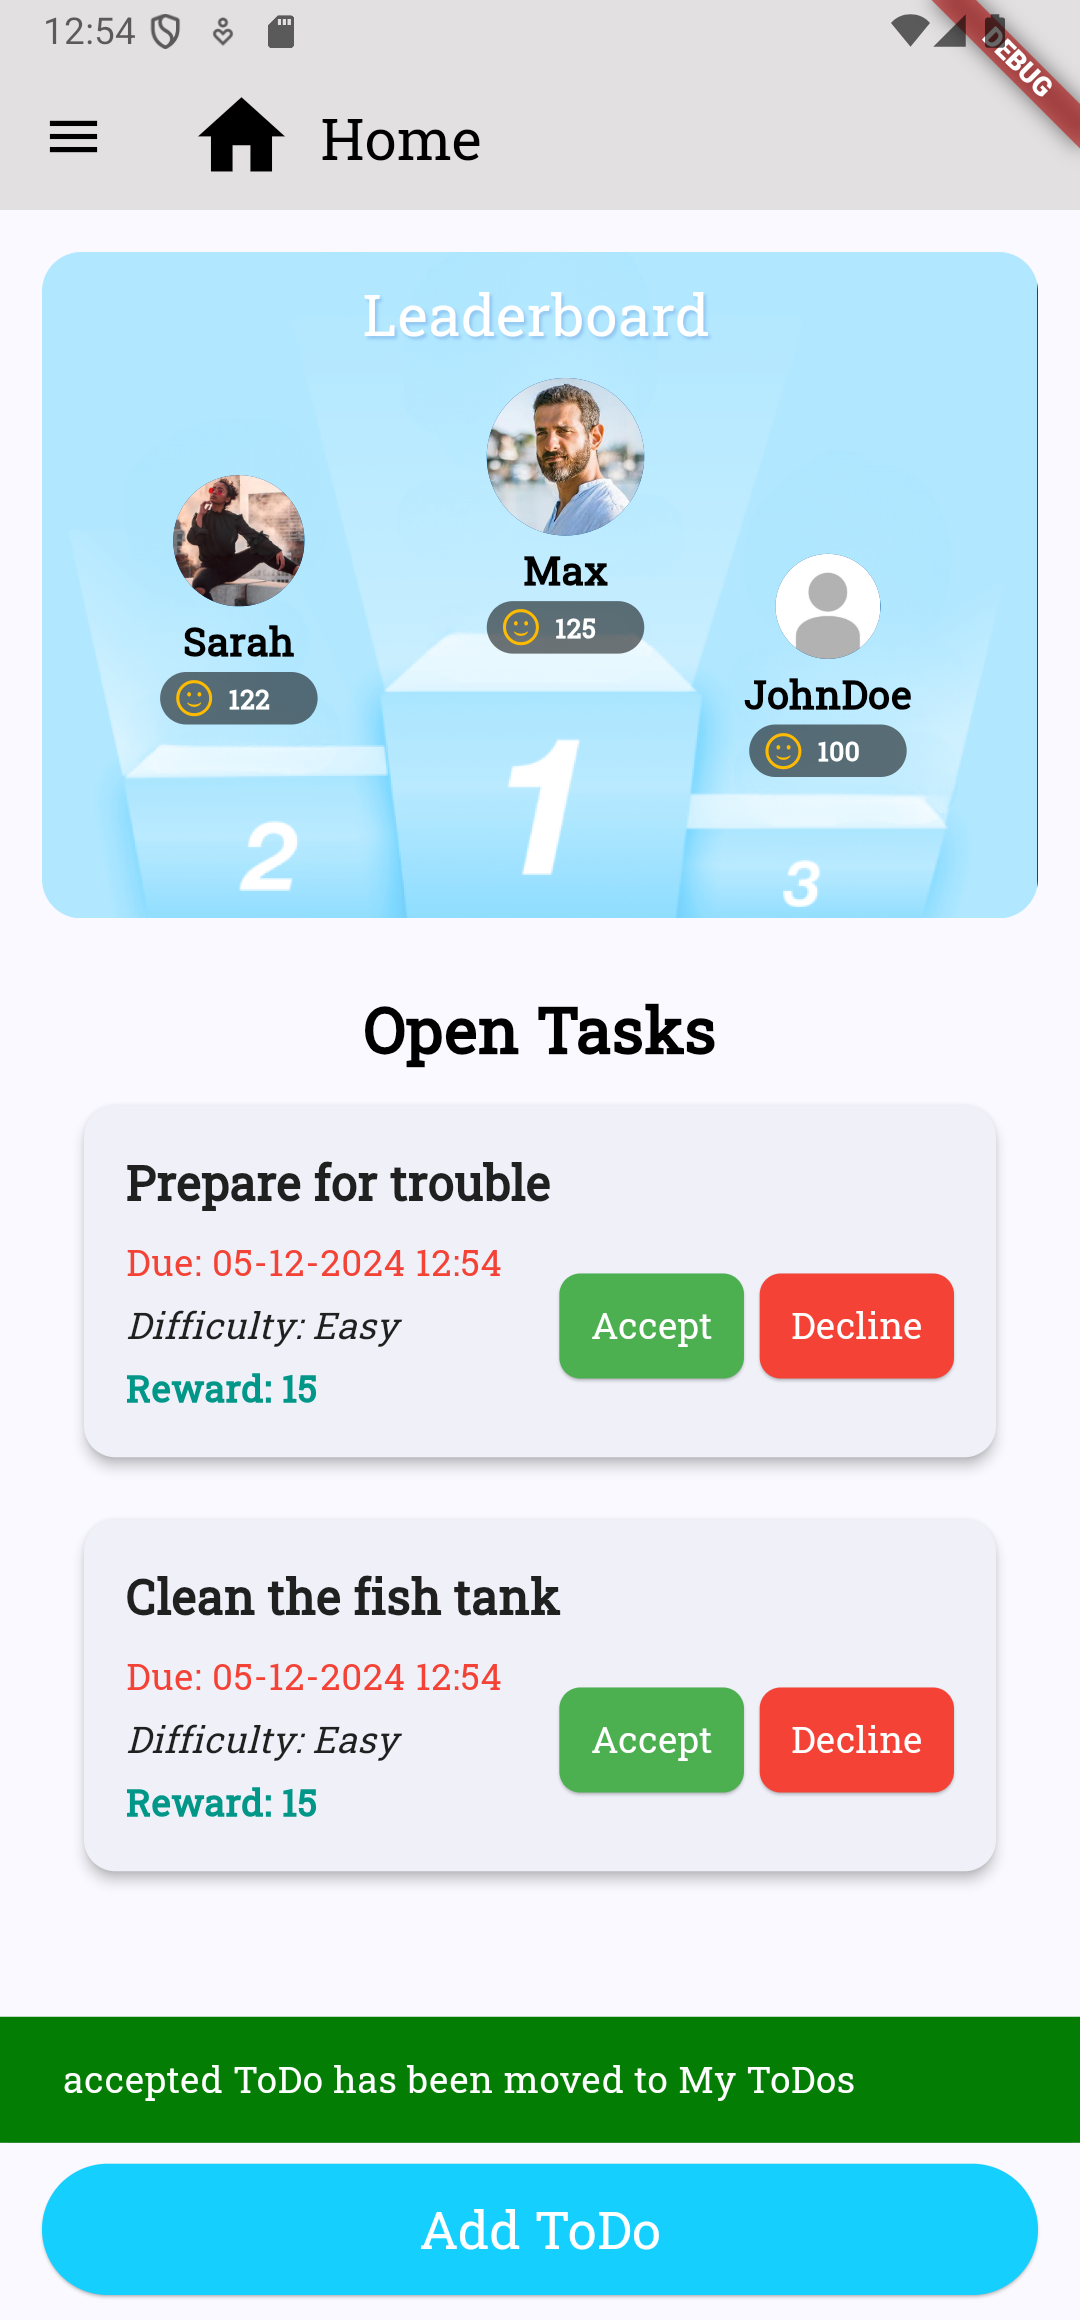 12:54
DEBUG
Home
Leaderboard
Max
125
Sarah
122
JohnDoe
100
1
2
3
Open Tasks
Prepare for trouble
Due: 05-12-2024 12:54
Difficulty: Easy
Reward: 15
Accept
Decline
Clean the fish tank
Due: 05-12-2024 12:54
Difficulty: Easy
Reward: 15
Accept
Decline
accepted ToDo has been moved to My ToDos
Add ToDo